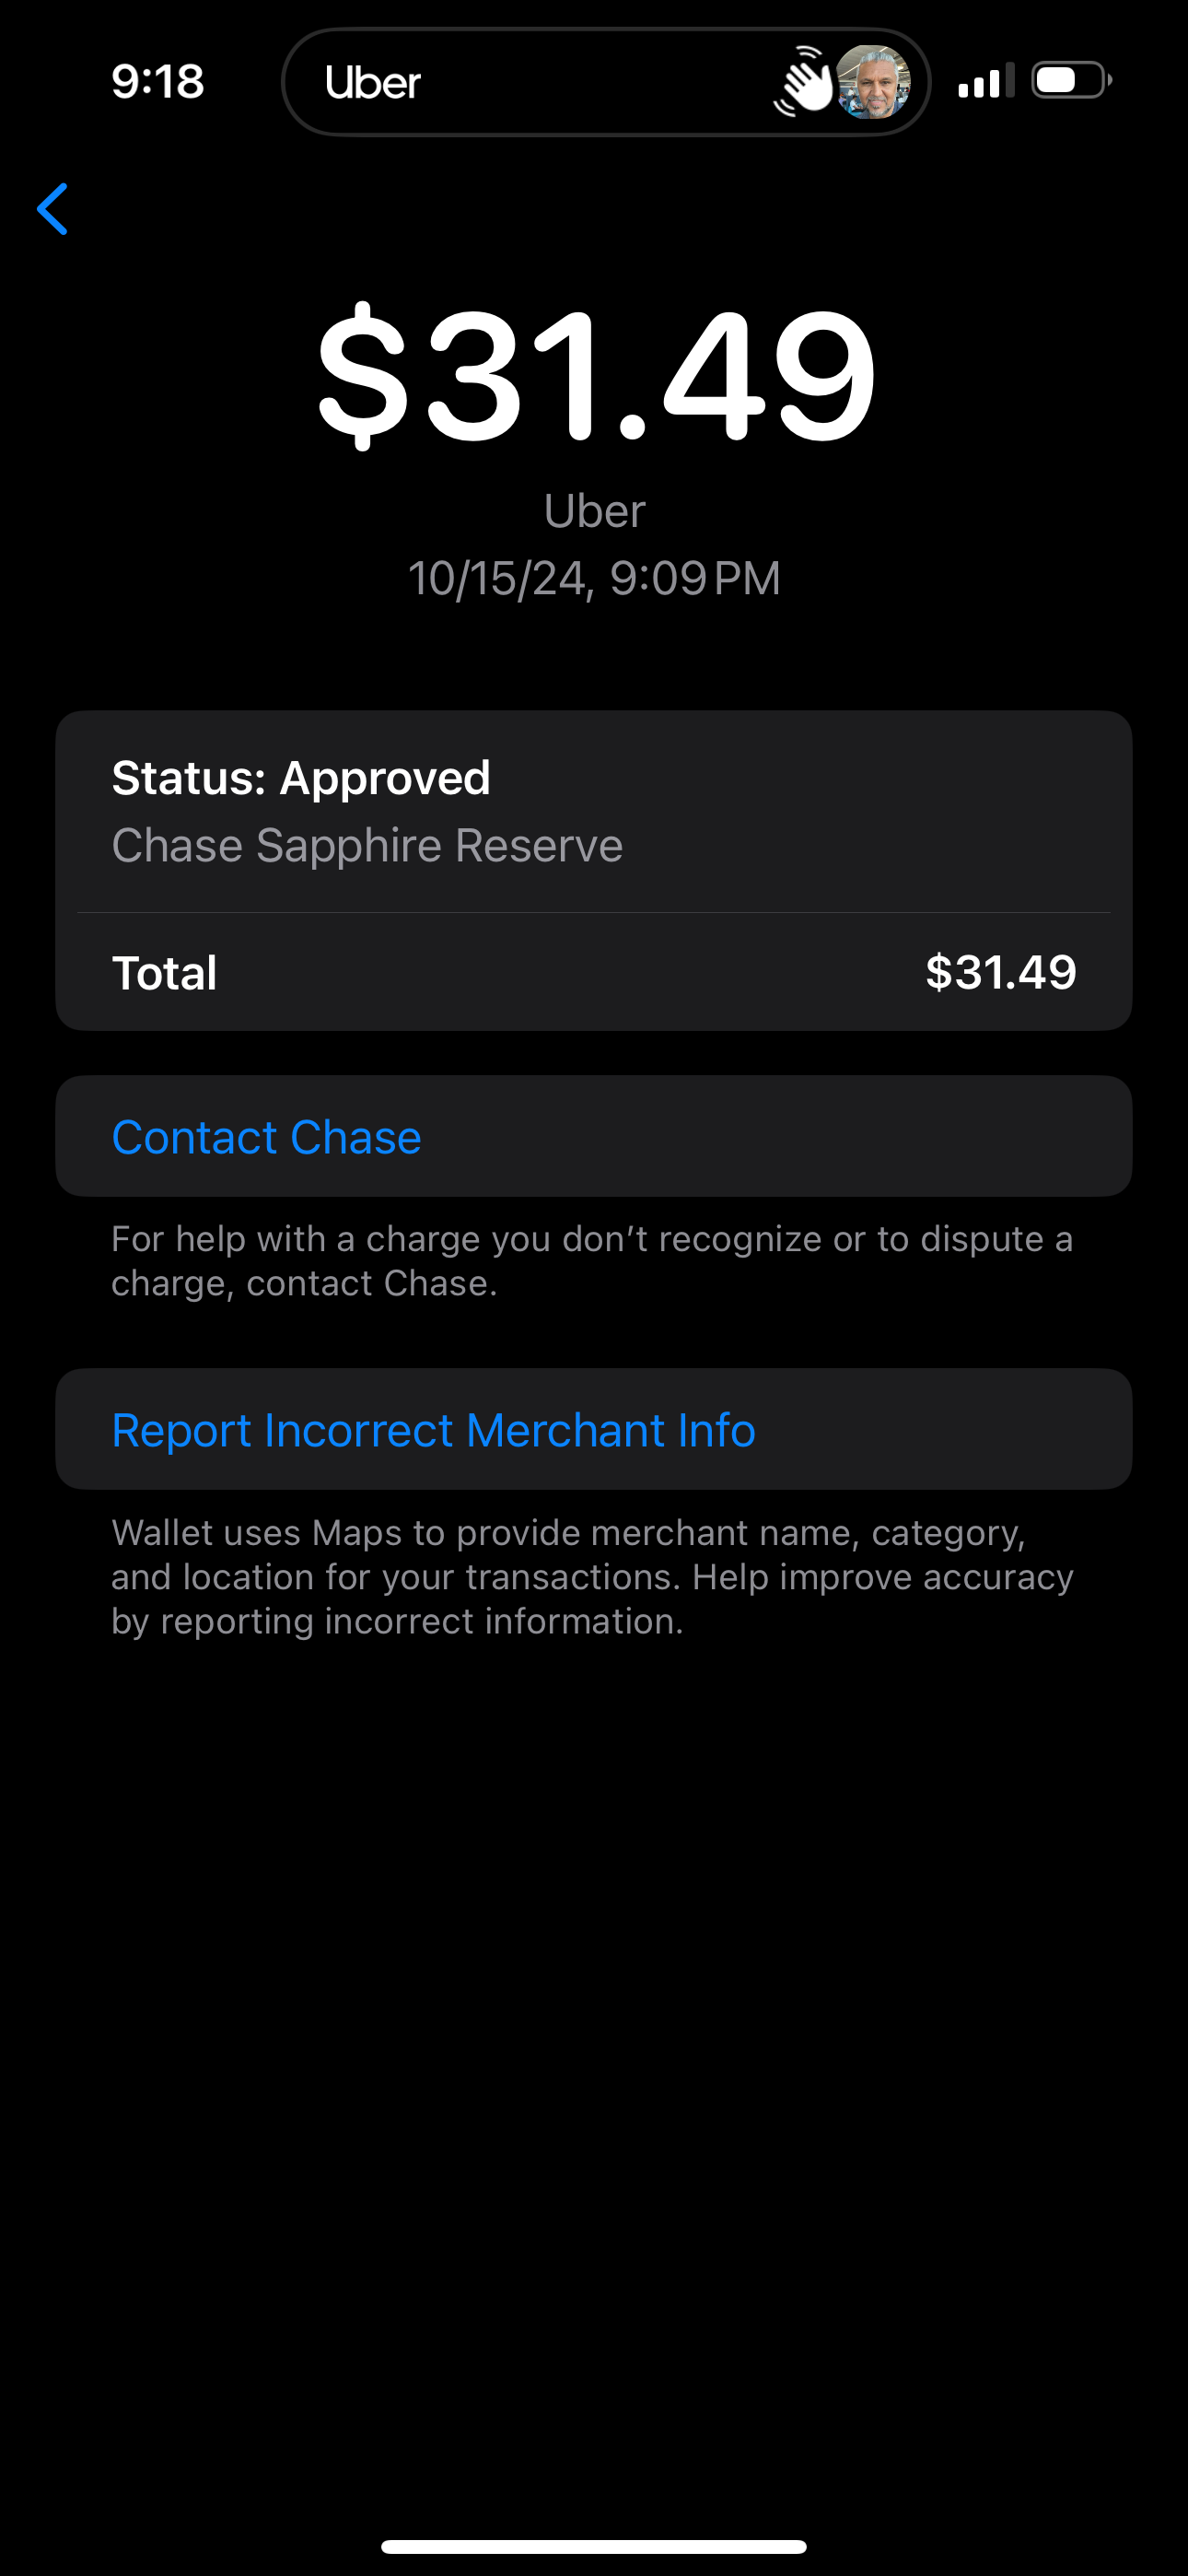 9:18
Uber
$31.49
Uber
10/15/24, 9:09 PM
Status: Approved
Chase Sapphire Reserve
Total $31.49
Contact Chase
For help with a charge you don’t recognize or to dispute a
charge, contact Chase.
Report Incorrect Merchant Info
Wallet uses Maps to provide merchant name, category,
and location for your transactions. Help improve accuracy
by reporting incorrect information.